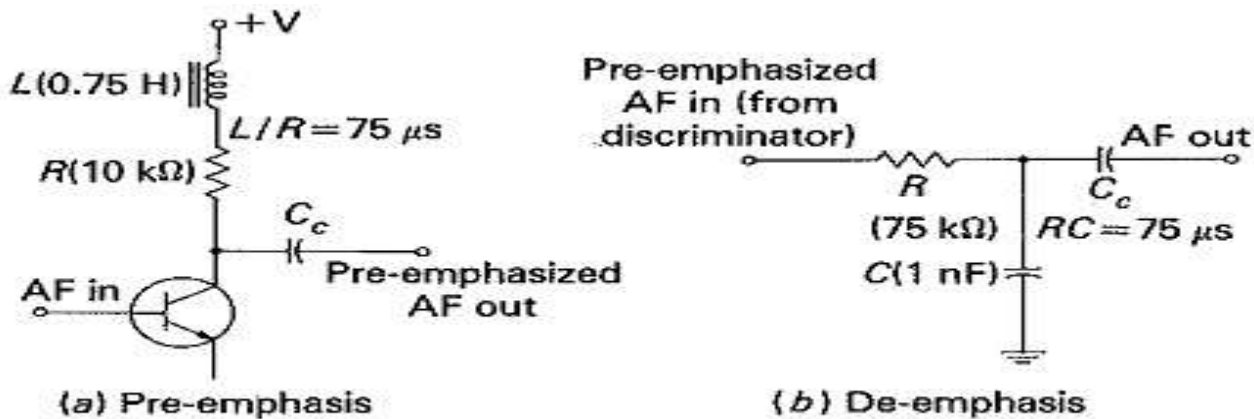 +V
L(0.75 H)
L/R=75 μs
R(10 kΩ)
C_c
Pre-emphasized
AF out
AF in
(a) Pre-emphasis
Pre-emphasized
AF in (from
discriminator)
AF out
R
C_c
(75 kΩ)
RC=75 μs
C(1 nF)
(b) De-emphasis